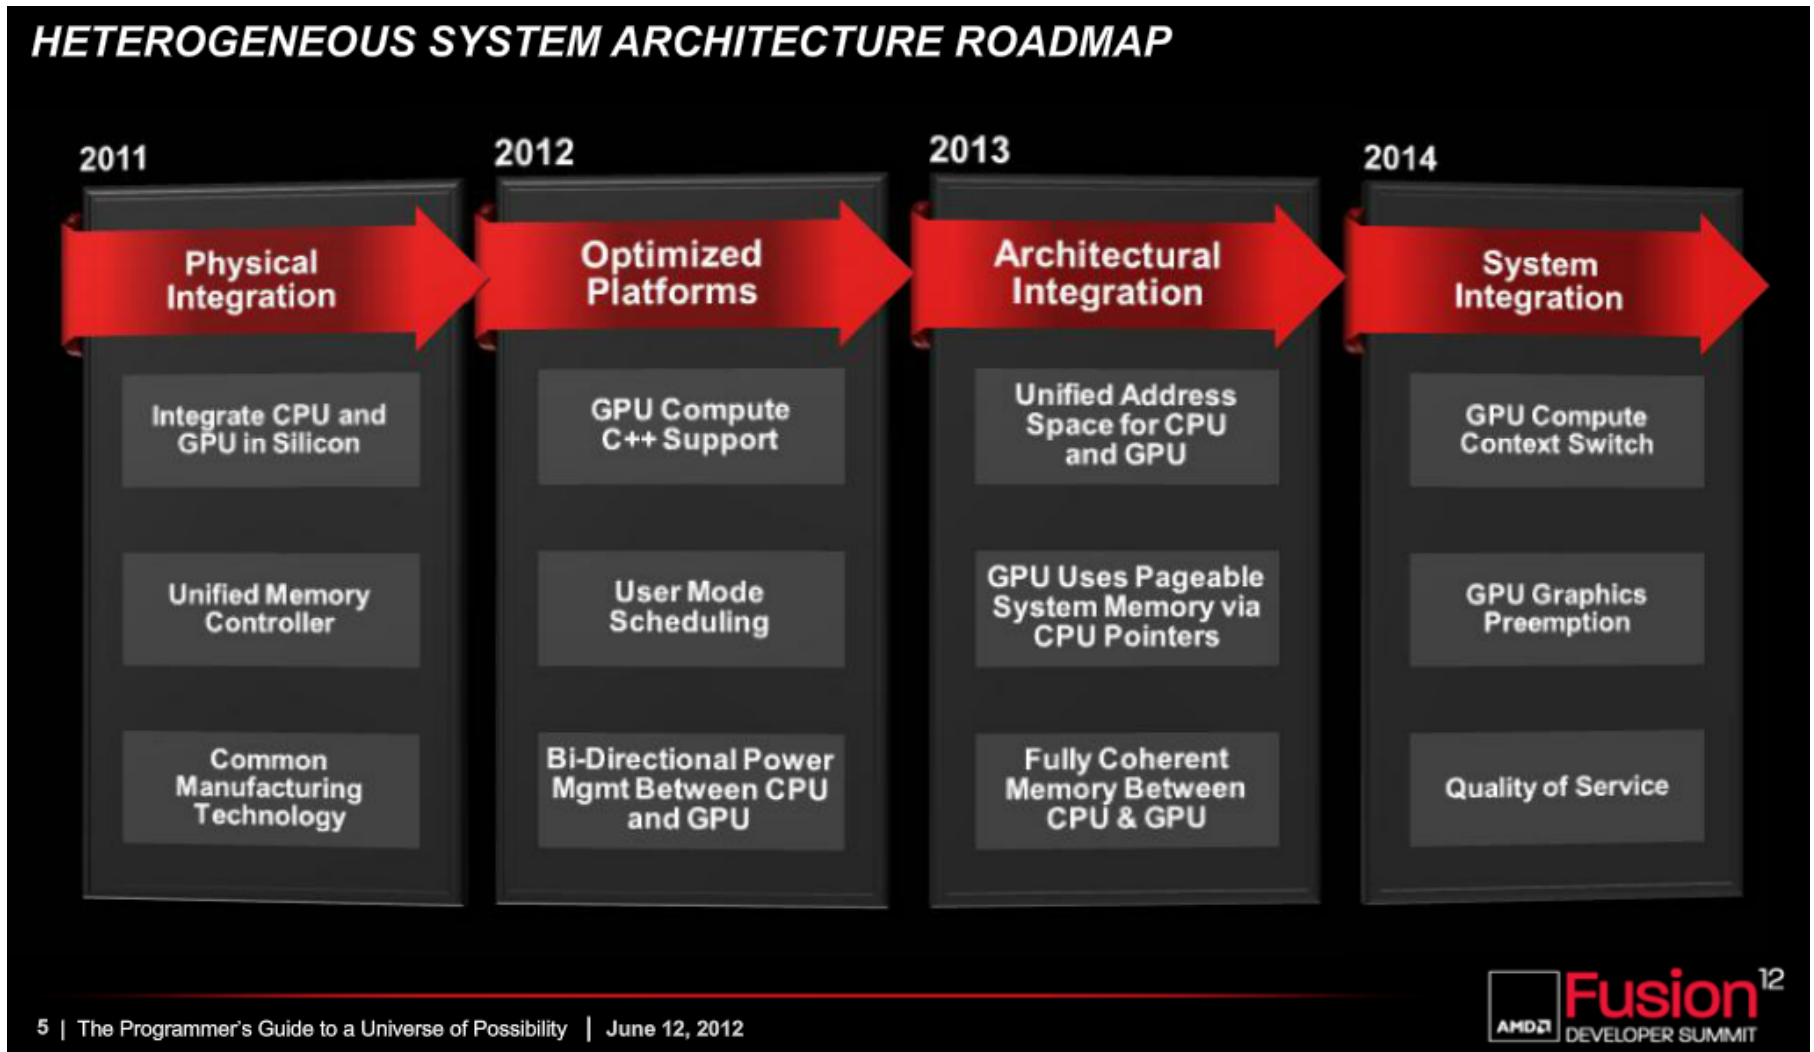 HETEROGENEOUS SYSTEM ARCHITECTURE ROADMAP
2011
Physical
Integration
Integrate CPU and
GPU in Silicon
Unified Memory
Controller
Common
Manufacturing
Technology
2012
Optimized
Platforms
GPU Compute
C++ Support
User Mode
Scheduling
Bi-Directional Power
Mgmt Between CPU
and GPU
2013
Architectural
Integration
Unified Address
Space for CPU
and GPU
GPU Uses Pageable
System Memory via
CPU Pointers
Fully Coherent
Memory Between
CPU & GPU
2014
System
Integration
GPU Compute
Context Switch
GPU Graphics
Preemption
Quality of Service
5 | The Programmer's Guide to a Universe of Possibility | June 12, 2012
AMD
Fusion12
DEVELOPER SUMMIT